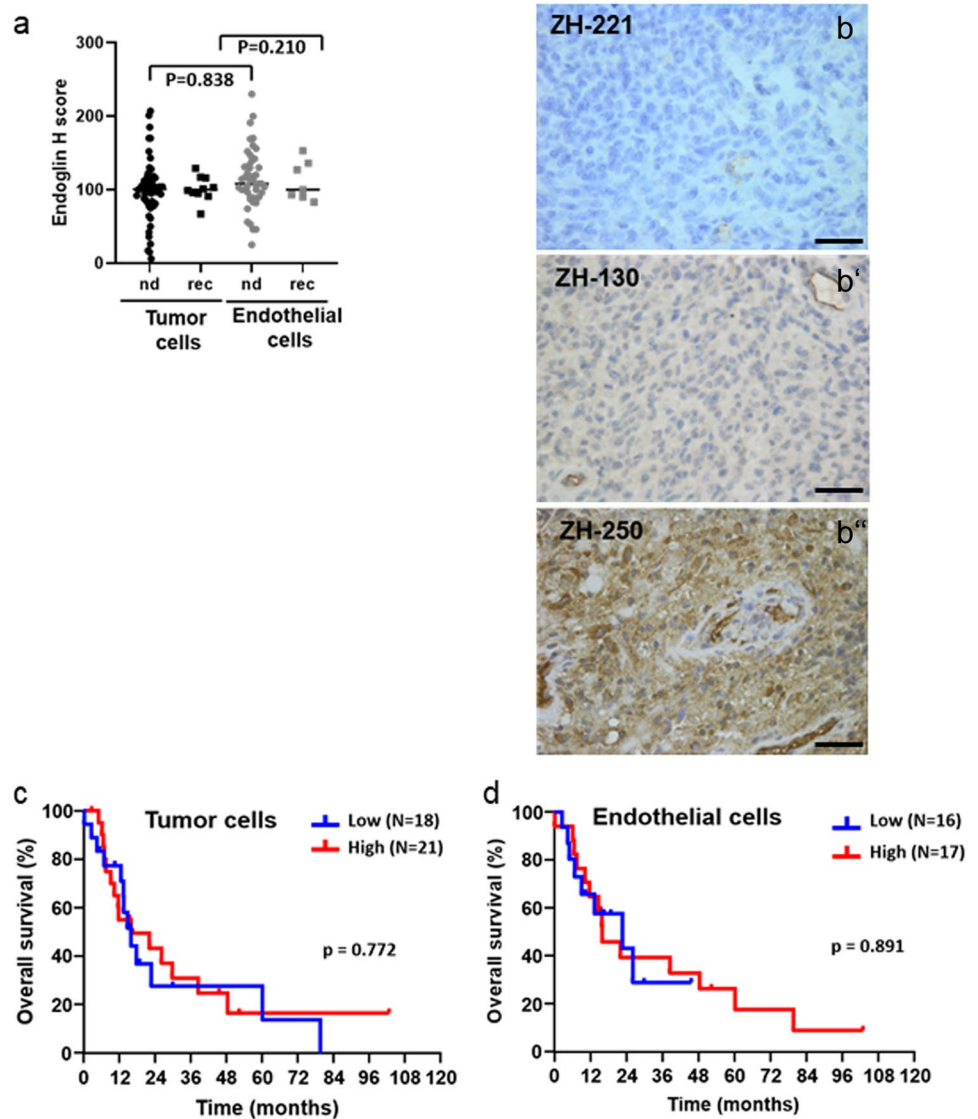 a
300
200
100
0
Endoglin H score
P=0.838
P=0.210
nd
rec
nd
rec
Tumor
cells
Endothelial
cells
ZH-221
b
ZH-130
b‘
ZH-250
b“
c
Tumor cells
Low (N=18)
High (N=21)
p = 0.772
Overall survival (%)
100
80
60
40
20
0
0 12 24 36 48 60 72 84 96 108 120
Time (months)
d
Endothelial cells
Low (N=16)
High (N=17)
p = 0.891
Overall survival (%)
100
80
60
40
20
0
0 12 24 36 48 60 72 84 96 108 120
Time (months)